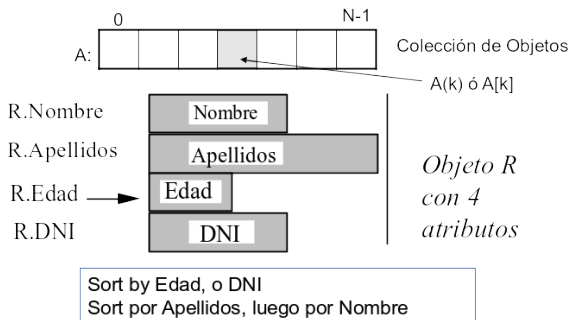 0
N-1
A:
Colección de Objetos
A(k) ó A[k]
R.Nombre
Nombre
R.Apellidos
Apellidos
R.Edad
Edad
R.DNI
DNI
Objeto R
con 4
atributos
Sort by Edad, o DNI
Sort por Apellidos, luego por Nombre